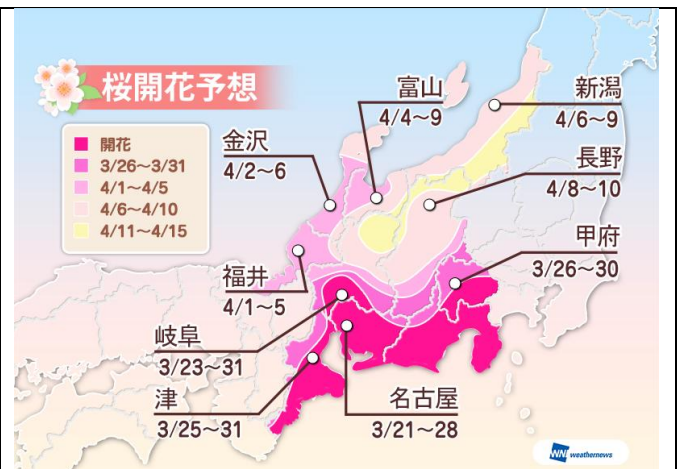 桜開花予想
開花
3/26～3/31
4/1～4/5
4/6～4/10
4/11～4/15
富山
4/4～9
新潟
4/6～9
金沢
4/2～6
長野
4/8～10
甲府
3/26～30
福井
4/1～5
岐阜
3/23～31
津
3/25～31
名古屋
3/21～28
WNI weathernews